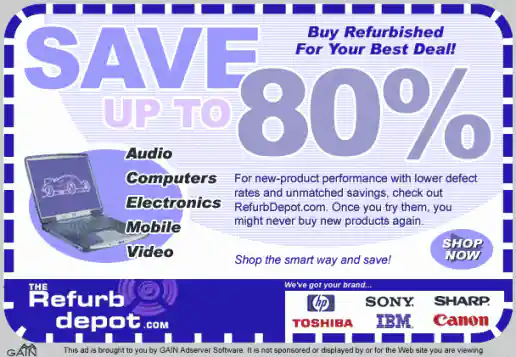 SAVE
UP TO
80%
Buy Refurbished
For Your Best Deal!
Audio
Computers
Electronics
Mobile
Video
For new-product performance with lower defect
rates and unmatched savings, check out
RefurbDepot.com. Once you try them, you
might never buy new products again.
Shop the smart way and save!
SHOP
NOW
THE
Refurb
depot.COM
We've got your brand...
hp SONY SHARP
TOSHIBA IBM Canon
GAIN This ad is brought to you by GAIN Adserver Software. It is not sponsored or displayed by or for the Web site you are viewing